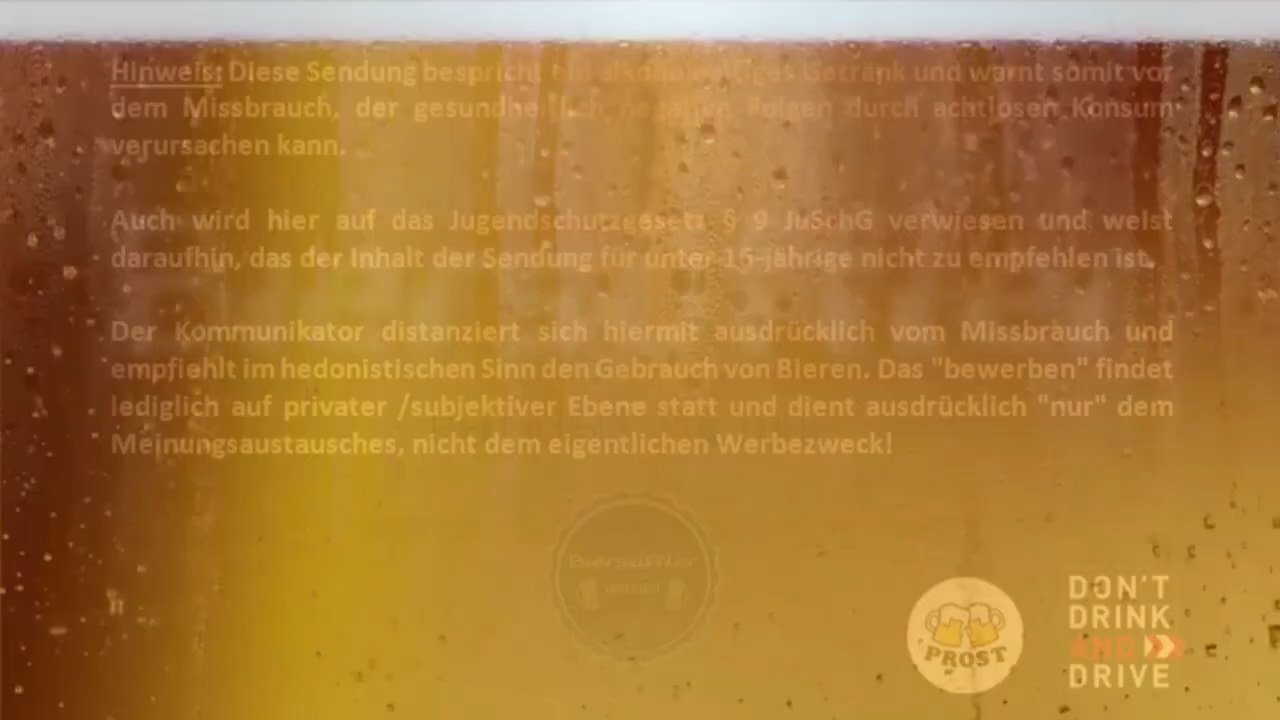 Hinweis: Diese Sendung bespricht ein alkoholhaltiges Getränk und warnt somit vor
dem Missbrauch, der gesundheitlich negative Folgen durch achtlosen Konsum
verursachen kann.
Auch wird hier auf das Jugendschutzgesetz § 9 JuSchG verwiesen und weist
daraufhin, das der Inhalt der Sendung für unter 16-jährige nicht zu empfehlen ist.
Der Kommunikator distanziert sich hiermit ausdrücklich vom Missbrauch und
empfiehlt im hedonistischen Sinn den Gebrauch von Bieren. Das "bewerben" findet
lediglich auf privater /subjektiver Ebene statt und dient ausdrücklich "nur" dem
Meinungsaustausches, nicht dem eigentlichen Werbezweck!
PROST
DON'T
DRINK
AND
DRIVE